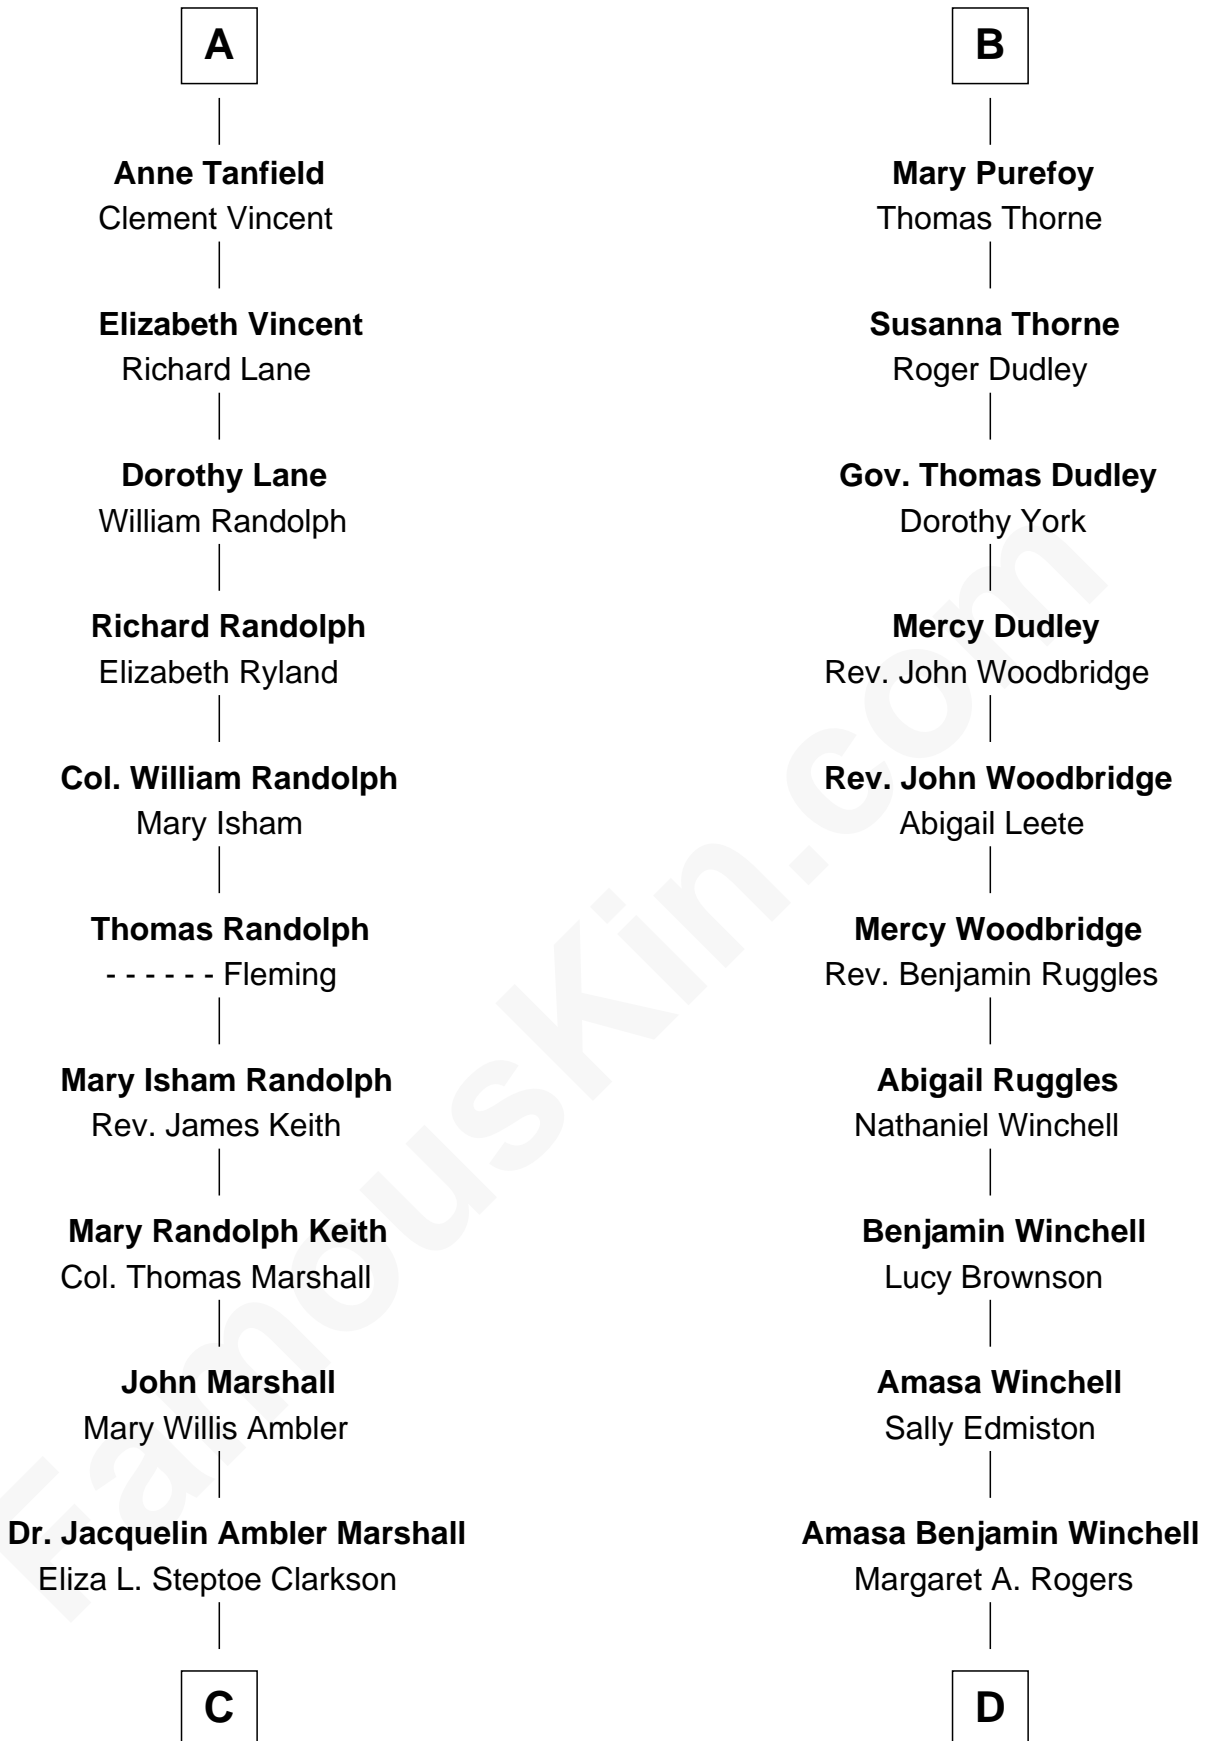 A
Anne Tanfield
Clement Vincent
Elizabeth Vincent
Richard Lane
Dorothy Lane
William Randolph
Richard Randolph
Elizabeth Ryland
Col. William Randolph
Mary Isham
Thomas Randolph
- - - - - - Fleming
Mary Isham Randolph
Rev. James Keith
Mary Randolph Keith
Col. Thomas Marshall
John Marshall
Mary Willis Ambler
Dr. Jacquelin Ambler Marshall
Eliza L. Steptoe Clarkson
C
B
Mary Purefoy
Thomas Thorne
Susanna Thorne
Roger Dudley
Gov. Thomas Dudley
Dorothy York
Mercy Dudley
Rev. John Woodbridge
Rev. John Woodbridge
Abigail Leete
Mercy Woodbridge
Rev. Benjamin Ruggles
Abigail Ruggles
Nathaniel Winchell
Benjamin Winchell
Lucy Brownson
Amasa Winchell
Sally Edmiston
Amasa Benjamin Winchell
Margaret A. Rogers
D
FamousKin.com